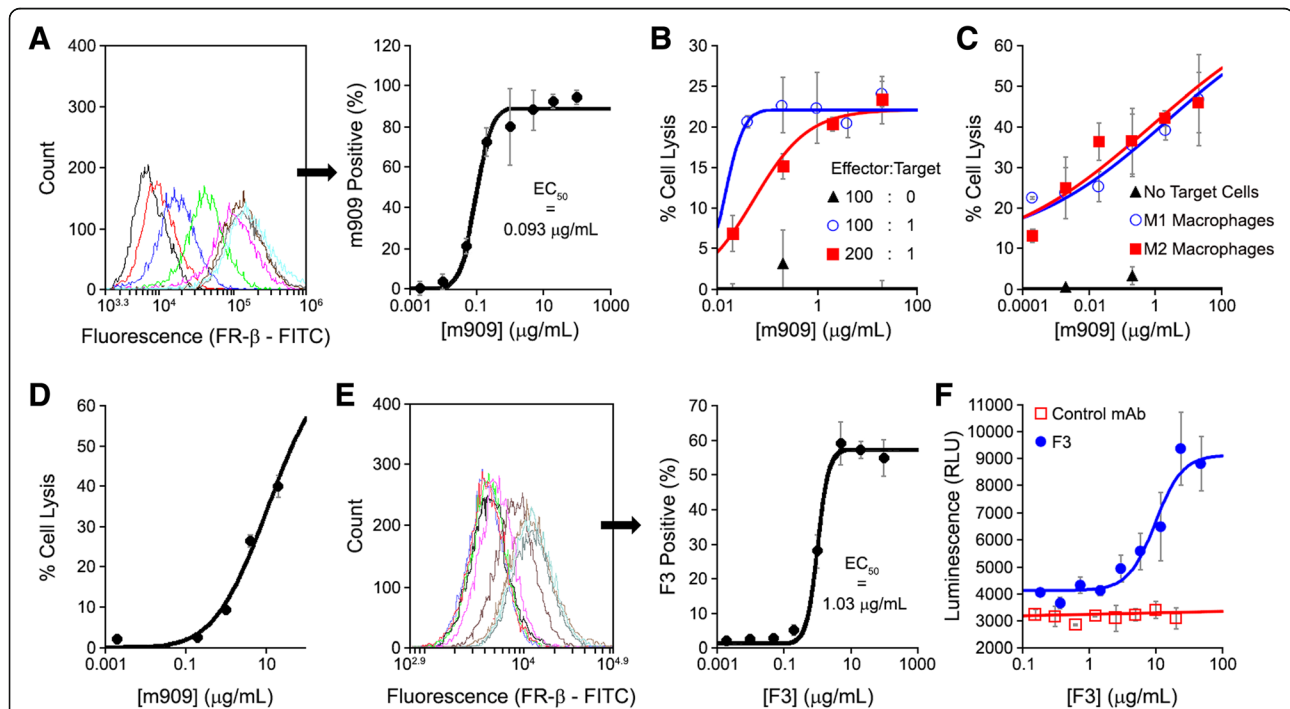 A
400
300
200
100
0
Count
10^3.3 10^4 10^5 10^6
Fluorescence (FR-β - FITC)
120
100
80
60
40
20
0
m909 Positive (%)
EC50
=
0.093 μg/mL
0.001 0.1 10 1000
[m909] (μg/mL)
B
30
25
20
15
10
5
0
% Cell Lysis
Effector:Target
100 : 0
100 : 1
200 : 1
0.01 1 100
[m909] (μg/mL)
C
60
50
40
30
20
10
0
% Cell Lysis
No Target Cells
M1 Macrophages
M2 Macrophages
0.0001 0.01 1 100
[m909] (μg/mL)
D
60
50
40
30
20
10
0
% Cell Lysis
0.001 0.1 10
[m909] (μg/mL)
E
400
300
200
100
0
Count
10^2.9 10^4 10^4.9
Fluorescence (FR-β - FITC)
70
60
50
40
30
20
10
0
F3 Positive (%)
EC50
=
1.03 μg/mL
0.001 0.1 10 1000
[F3] (μg/mL)
F
11000
10000
9000
8000
7000
6000
5000
4000
3000
2000
Luminescence (RLU)
Control mAb
F3
0.1 1 10 100
[F3] (μg/mL)